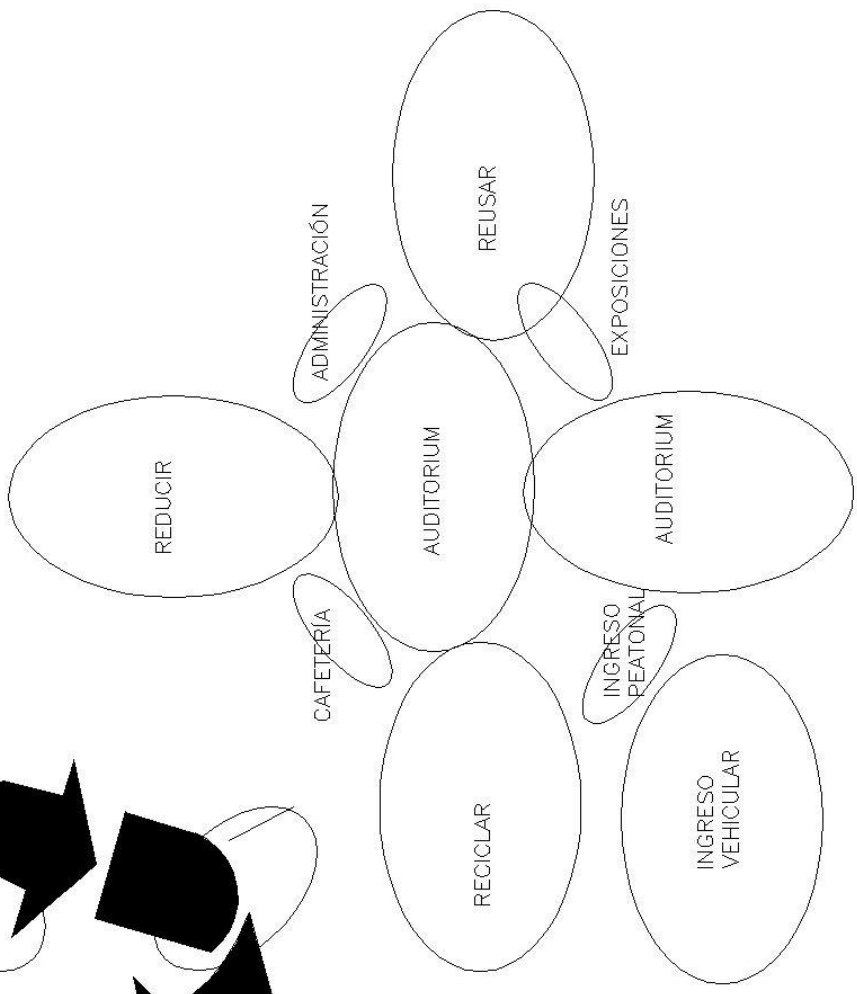 REDUCIR
CAFETERÍA
ADMINISTRACIÓN
RECICLAR
AUDITORIUM
REUSAR
INGRESO
PEATONAL
EXPOSICIONES
AUDITORIUM
INGRESO
VEHICULAR